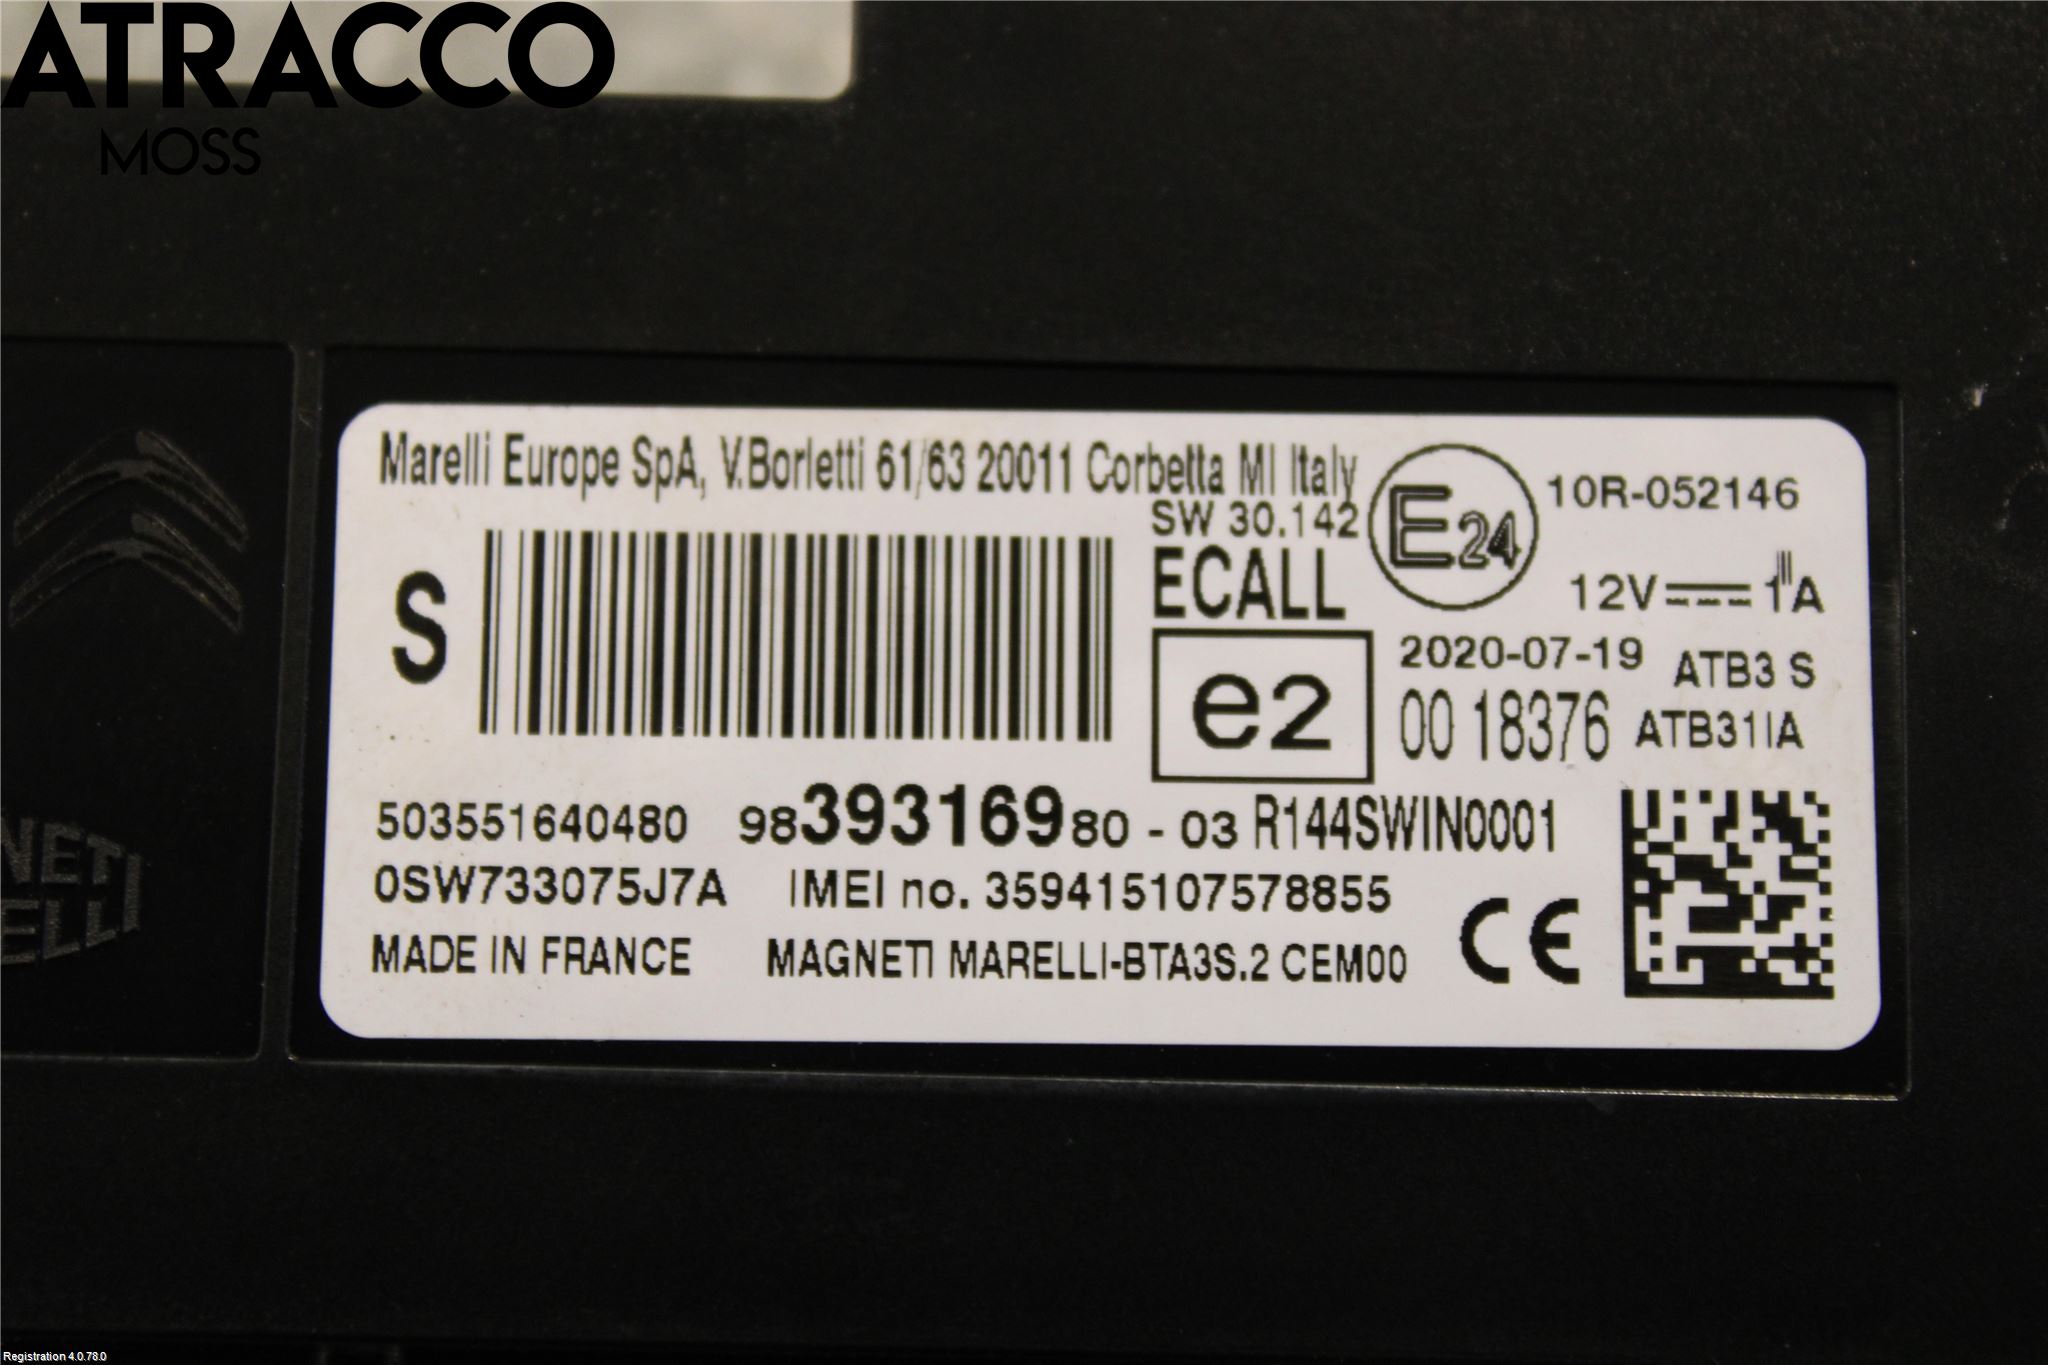 ATRACCO
MOSS
Marelli Europe SpA, V.Borletti 61/63 20011 Corbetta MI Italy
SW 30.142
ECALL
E24
10R-052146
12V 1A
S
e2
2020-07-19
ATB3 S
00 18376
ATB31IA
503551640480 9839316980 - 03 R144SWIN0001
0SW733075J7A IMEI no. 359415107578855
MADE IN FRANCE MAGNETI MARELLI-BTA3S.2 CEM00
CE
NETI
ELLI
Registration 4.0.78.0